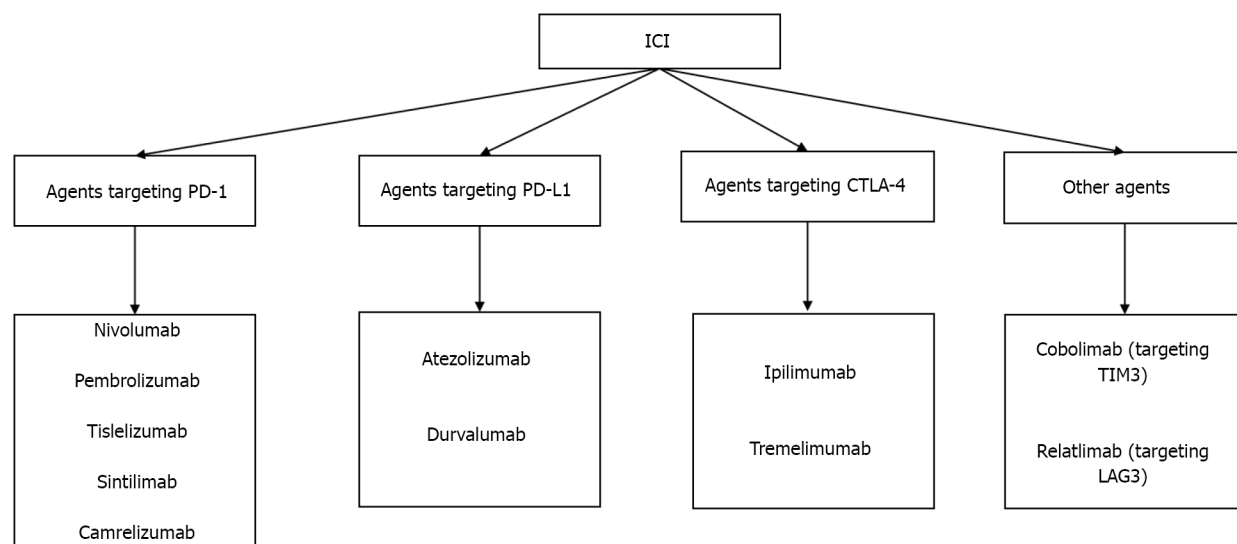 ICI
Agents targeting PD-1
Agents targeting PD-L1
Agents targeting CTLA-4
Other agents
Nivolumab
Pembrolizumab
Tislelizumab
Sintilimab
Camrelizumab
Atezolizumab
Durvalumab
Ipilimumab
Tremelimumab
Cobolimab (targeting
TIM3)
Relatlimab (targeting
LAG3)